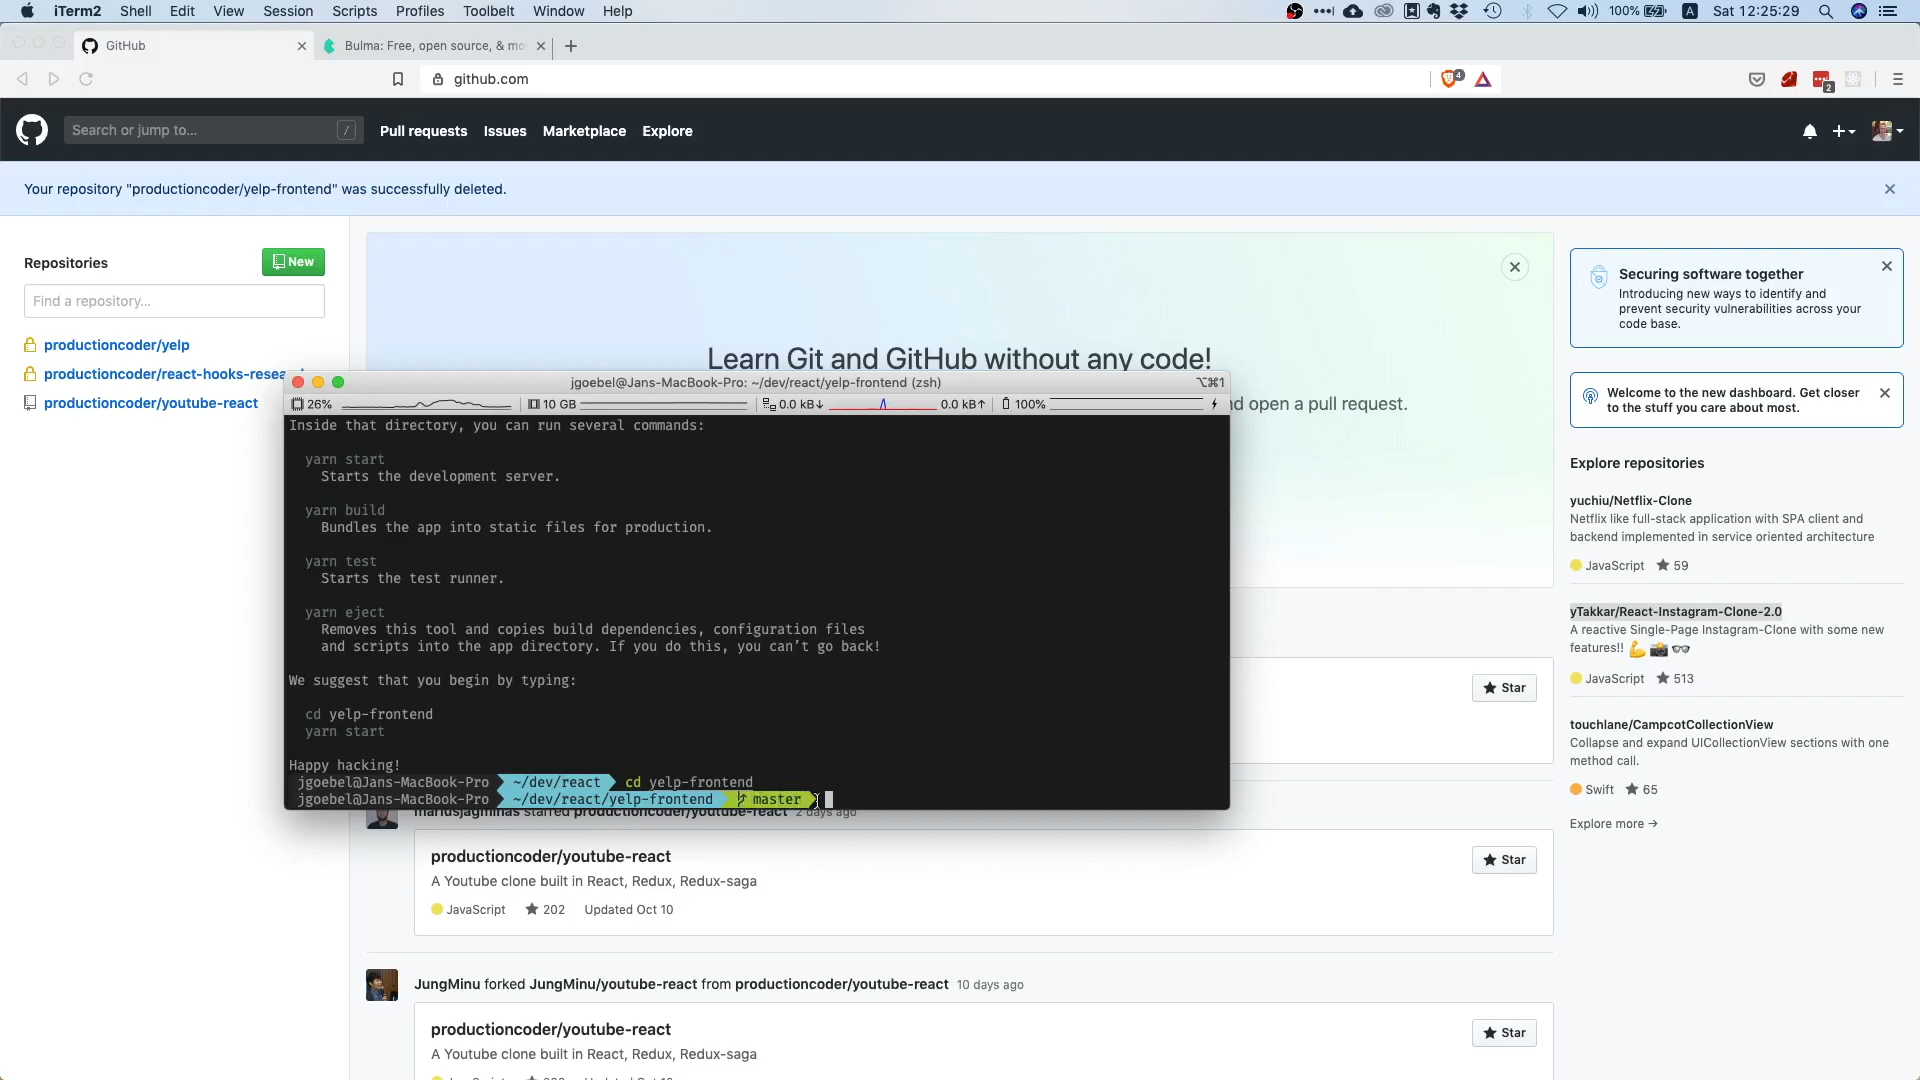 iTerm2 Shell Edit View Session Scripts Profiles Toolbelt Window Help
100% A Sat 12:25:29
GitHub
Bulma: Free, open source, & mo
github.com
4
2
Search or jump to...
/
Pull requests Issues Marketplace Explore
Your repository "productioncoder/yelp-frontend" was successfully deleted.
Repositories
New
Find a repository...
productioncoder/yelp
productioncoder/react-hooks-resea
productioncoder/youtube-react
Learn Git and GitHub without any code!
nd open a pull request.
jgoebel@Jans-MacBook-Pro: ~/dev/react/yelp-frontend (zsh)
⌥⌘1
26% 10 GB 0.0 kB↓ 0.0 kB↑ 100%
Inside that directory, you can run several commands:
yarn start
Starts the development server.
yarn build
Bundles the app into static files for production.
yarn test
Starts the test runner.
yarn eject
Removes this tool and copies build dependencies, configuration files
and scripts into the app directory. If you do this, you can't go back!
We suggest that you begin by typing:
cd yelp-frontend
yarn start
Happy hacking!
jgoebel@Jans-MacBook-Pro ~/dev/react cd yelp-frontend
jgoebel@Jans-MacBook-Pro ~/dev/react/yelp-frontend master
mariusjagminas starred productioncoder/youtube-react 2 days ago
Star
productioncoder/youtube-react
Star
A Youtube clone built in React, Redux, Redux-saga
JavaScript 202 Updated Oct 10
JungMinu forked JungMinu/youtube-react from productioncoder/youtube-react 10 days ago
productioncoder/youtube-react
Star
A Youtube clone built in React, Redux, Redux-saga
Securing software together
Introducing new ways to identify and
prevent security vulnerabilities across your
code base.
Welcome to the new dashboard. Get closer
to the stuff you care about most.
Explore repositories
yuchiu/Netflix-Clone
Netflix like full-stack application with SPA client and
backend implemented in service oriented architecture
JavaScript 59
yTakkar/React-Instagram-Clone-2.0
A reactive Single-Page Instagram-Clone with some new
features!! 💪 📸 👓
JavaScript 513
touchlane/CampcotCollectionView
Collapse and expand UICollectionView sections with one
method call.
Swift 65
Explore more →